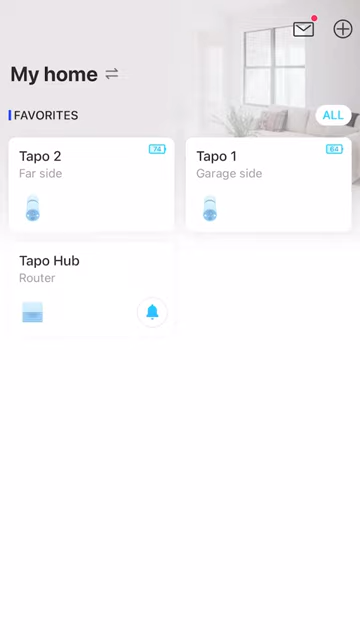 My home
FAVORITES
ALL
Tapo 2
74
Far side
Tapo 1
64
Garage side
Tapo Hub
Router